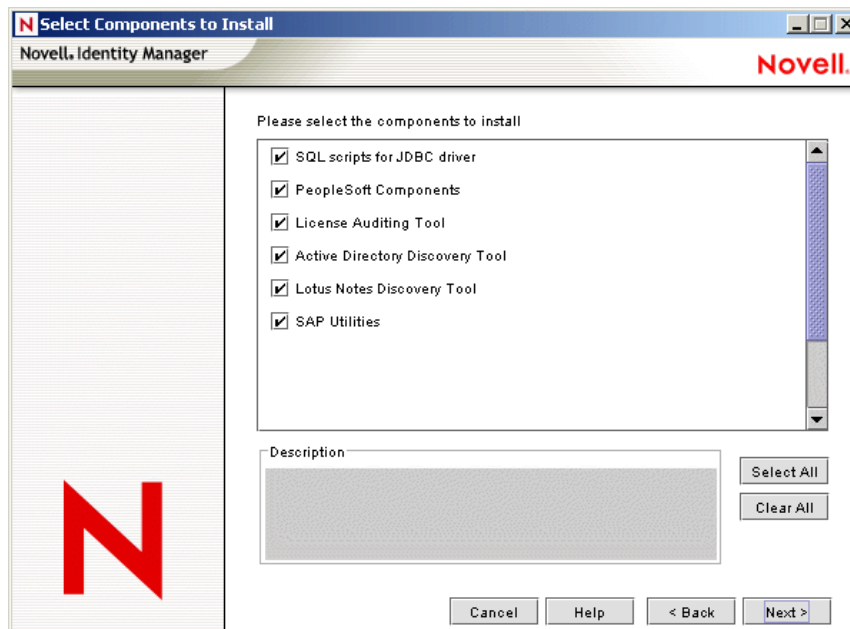 N Select Components to Install
Novell. Identity Manager
Novell.
Please select the components to install
SQL scripts for JDBC driver
PeopleSoft Components
License Auditing Tool
Active Directory Discovery Tool
Lotus Notes Discovery Tool
SAP Utilities
Description
Select All
Clear All
N
Cancel Help < Back Next >